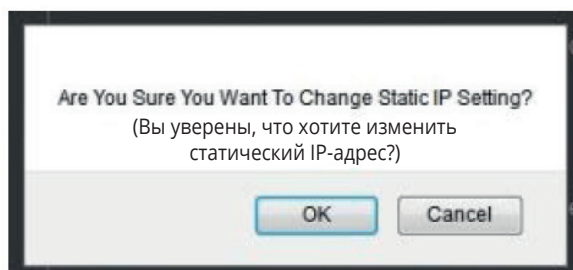 Are You Sure You Want To Change Static IP Setting?
(Вы уверены, что хотите изменить
статический IP-адрес?)
OK Cancel